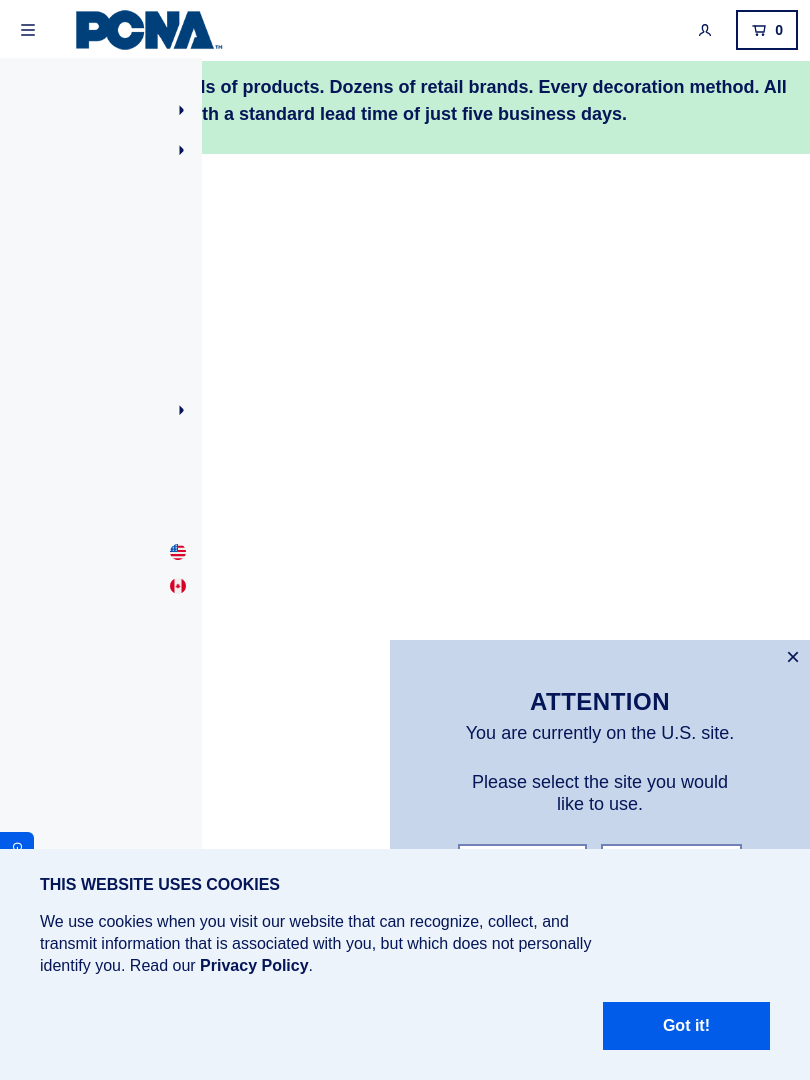 PCNA™
0
of products. Dozens of retail brands. Every decoration method. All
a standard lead time of just five business days.
ATTENTION
You are currently on the U.S. site.
Please select the site you would
like to use.
THIS WEBSITE USES COOKIES
We use cookies when you visit our website that can recognize, collect, and
transmit information that is associated with you, but which does not personally
identify you. Read our Privacy Policy.
Got it!